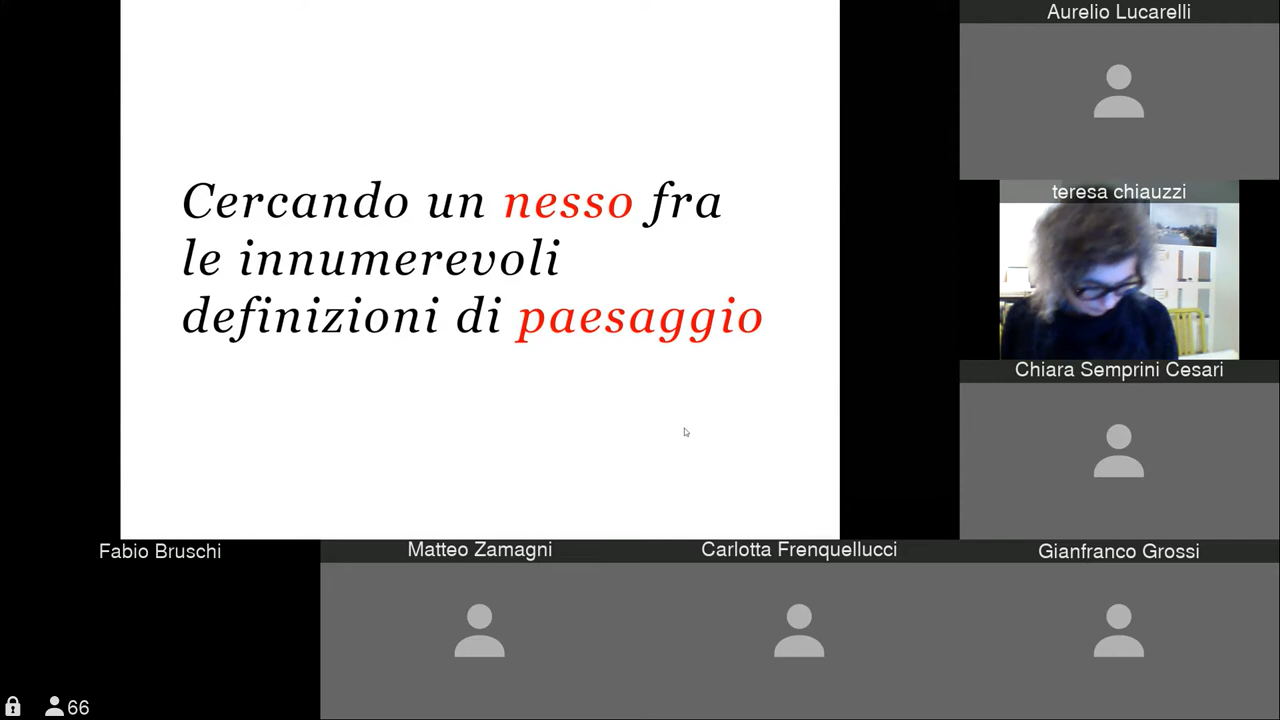 Cercando un nesso fra
le innumerevoli
definizioni di paesaggio
Aurelio Lucarelli
teresa chiauzzi
Chiara Semprini Cesari
Fabio Bruschi
Matteo Zamagni
Carlotta Frenquellucci
Gianfranco Grossi
66